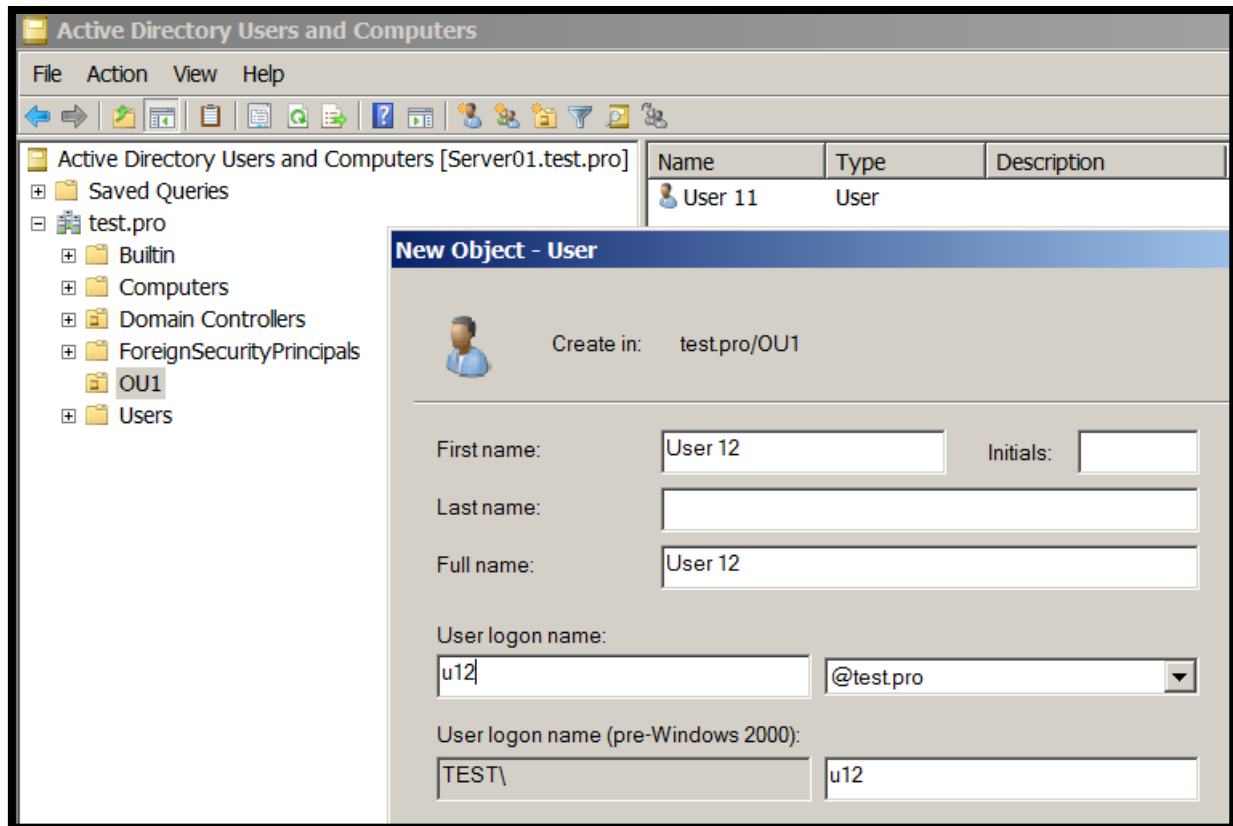 Active Directory Users and Computers
File Action View Help
Active Directory Users and Computers [Server01.test.pro]
Saved Queries
test.pro
Builtin
Computers
Domain Controllers
ForeignSecurityPrincipals
OU1
Users
Name Type Description
User 11 User
New Object - User
Create in: test.pro/OU1
First name: User 12 Initials:
Last name:
Full name: User 12
User logon name:
u12 @test.pro
User logon name (pre-Windows 2000):
TEST\ u12